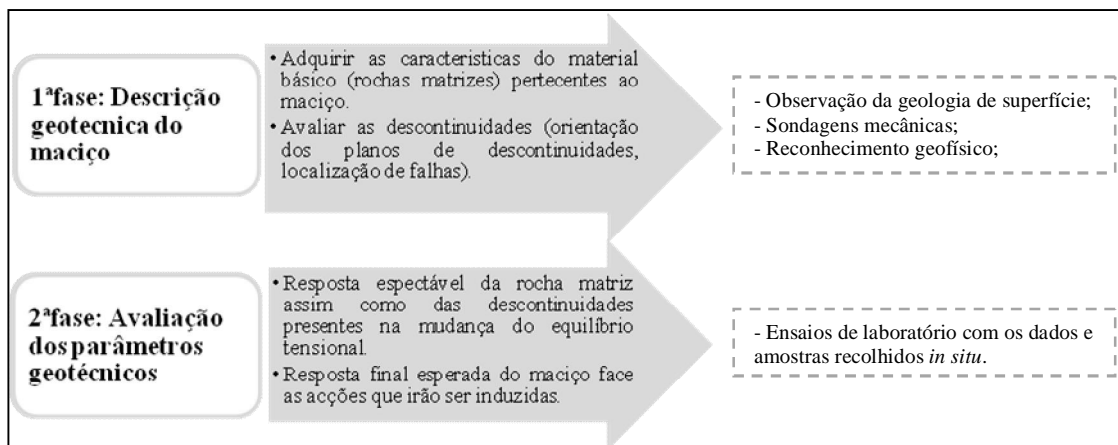 1ªfase: Descrição
geotecnica do
maciço
• Adquirir as caracteristicas do material
básico (rochas matrizes) pertecentes ao
maciço.
• Avaliar as descontinuidades (orientação
dos planos de descontinuidades,
localização de falhas).
- Observação da geologia de superfície;
- Sondagens mecânicas;
- Reconhecimento geofísico;
2ªfase: Avaliação
dos parâmetros
geotécnicos
• Resposta espectável da rocha matriz
assim como das descontinuidades
presentes na mudança do equilíbrio
tensional.
• Resposta final esperada do maciço face
as acções que irão ser induzidas.
- Ensaios de laboratório com os dados e
amostras recolhidos in situ.